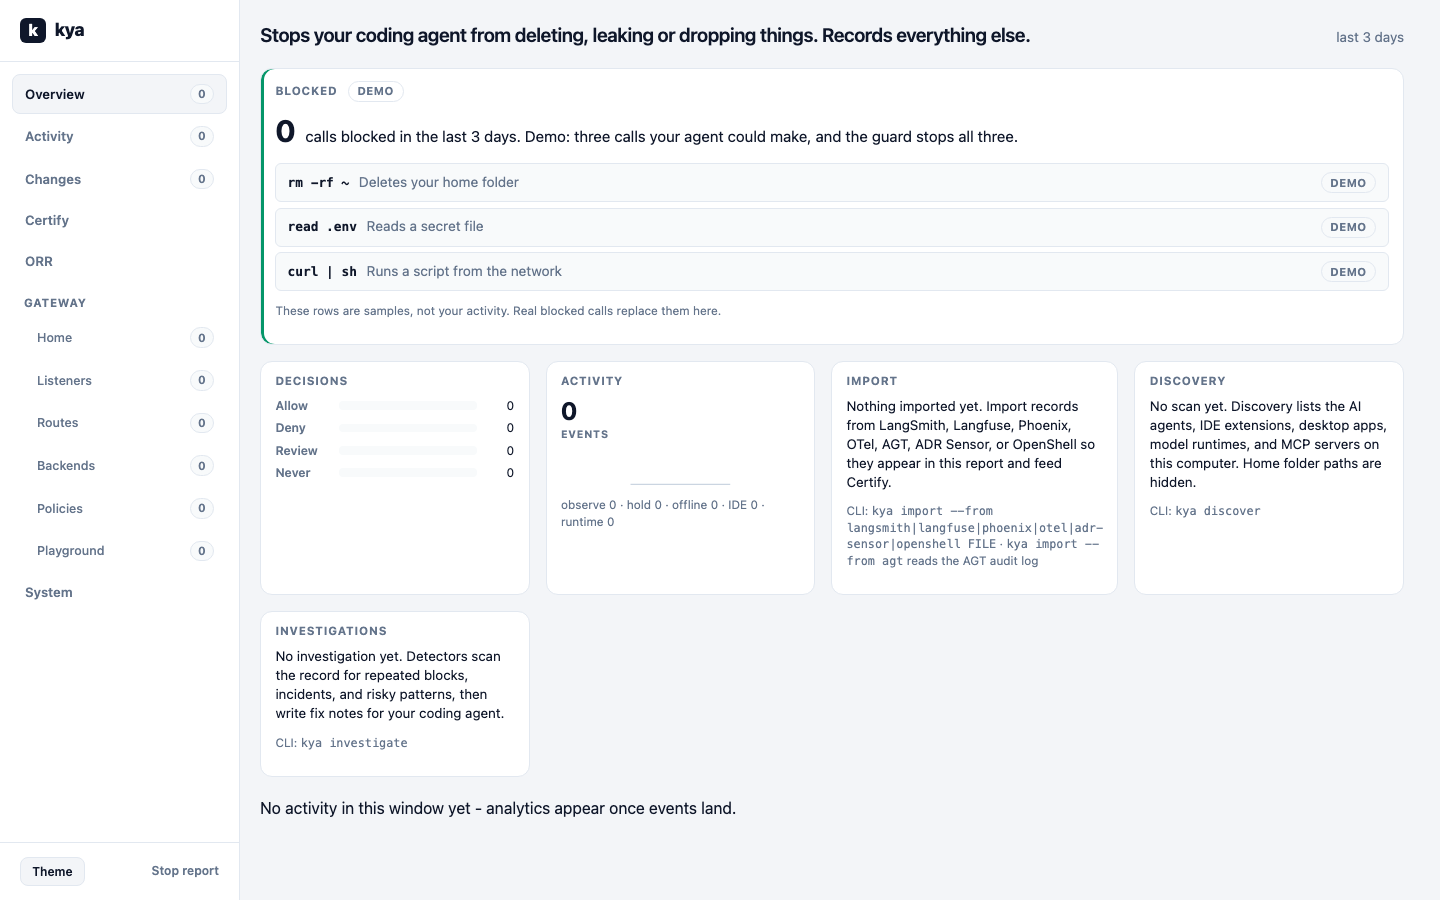 k kya
Overview 0
Activity 0
Changes 0
Certify
ORR
GATEWAY
Home 0
Listeners 0
Routes 0
Backends 0
Policies 0
Playground 0
System
Theme Stop report
Stops your coding agent from deleting, leaking or dropping things. Records everything else.
last 3 days
BLOCKED DEMO
0 calls blocked in the last 3 days. Demo: three calls your agent could make, and the guard stops all three.
rm -rf ~ Deletes your home folder DEMO
read .env Reads a secret file DEMO
curl | sh Runs a script from the network DEMO
These rows are samples, not your activity. Real blocked calls replace them here.
DECISIONS
Allow 0
Deny 0
Review 0
Never 0
ACTIVITY
0
EVENTS
observe 0 · hold 0 · offline 0 · IDE 0 ·
runtime 0
IMPORT
Nothing imported yet. Import records
from LangSmith, Langfuse, Phoenix,
OTel, AGT, ADR Sensor, or OpenShell so
they appear in this report and feed
Certify.
CLI: kya import --from
langsmith|langfuse|phoenix|otel|adr-
sensor|openshell FILE · kya import --
from agt reads the AGT audit log
DISCOVERY
No scan yet. Discovery lists the AI
agents, IDE extensions, desktop apps,
model runtimes, and MCP servers on
this computer. Home folder paths are
hidden.
CLI: kya discover
INVESTIGATIONS
No investigation yet. Detectors scan
the record for repeated blocks,
incidents, and risky patterns, then
write fix notes for your coding agent.
CLI: kya investigate
No activity in this window yet - analytics appear once events land.